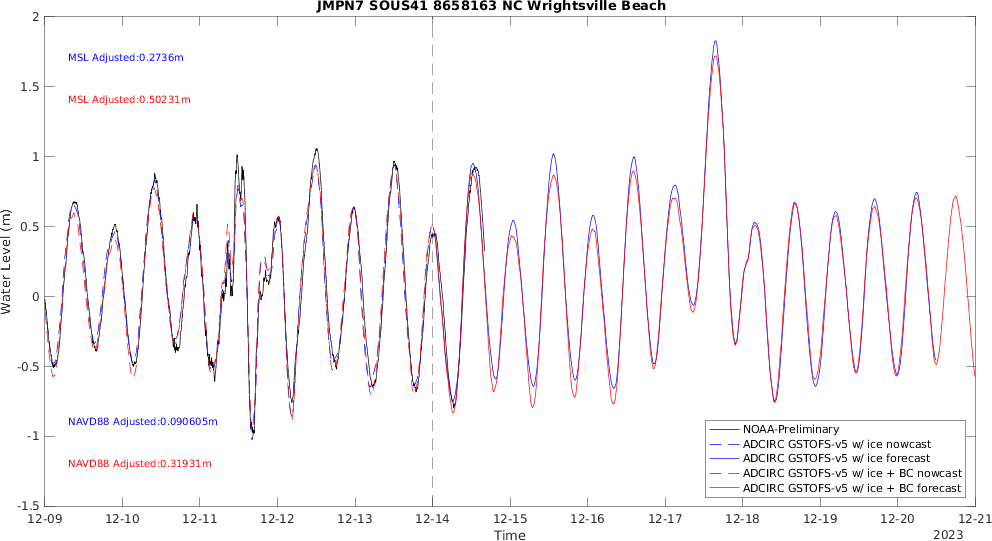 JMPN7 SOUS41 8658163 NC Wrightsville Beach
2
1.5
1
0.5
0
-0.5
-1
-1.5
Water Level (m)
MSL Adjusted:0.2736m
MSL Adjusted:0.50231m
NAVD88 Adjusted:0.090605m
NAVD88 Adjusted:0.31931m
NOAA-Preliminary
ADCIRC GSTOFS-v5 w/ ice nowcast
ADCIRC GSTOFS-v5 w/ ice forecast
ADCIRC GSTOFS-v5 w/ ice + BC nowcast
ADCIRC GSTOFS-v5 w/ ice + BC forecast
12-09 12-10 12-11 12-12 12-13 12-14 12-15 12-16 12-17 12-18 12-19 12-20 12-21
Time
2023